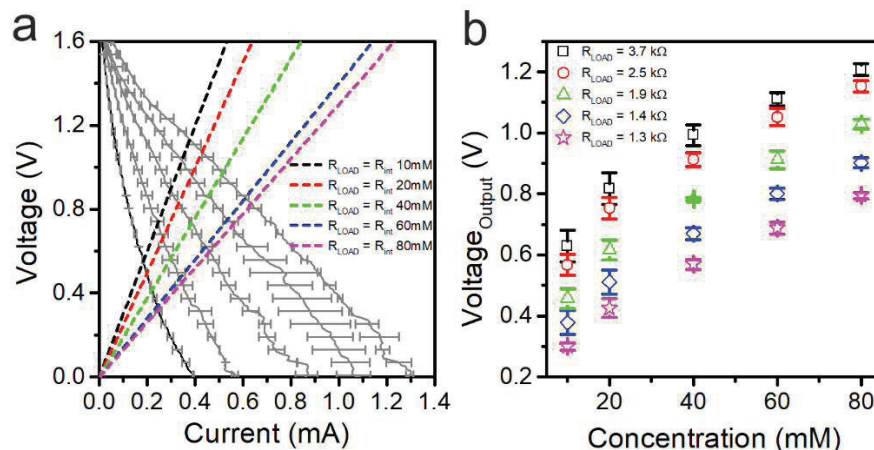 a
1.6
1.2
0.8
0.4
0.0
Voltage (V)
R_LOAD = R_int 10mM
R_LOAD = R_int 20mM
R_LOAD = R_int 40mM
R_LOAD = R_int 60mM
R_LOAD = R_int 80mM
0.0 0.2 0.4 0.6 0.8 1.0 1.2 1.4
Current (mA)
b
R_LOAD = 3.7 kΩ
R_LOAD = 2.5 kΩ
R_LOAD = 1.9 kΩ
R_LOAD = 1.4 kΩ
R_LOAD = 1.3 kΩ
1.2
1.0
0.8
0.6
0.4
0.2
Voltage_Output (V)
20 40 60 80
Concentration (mM)